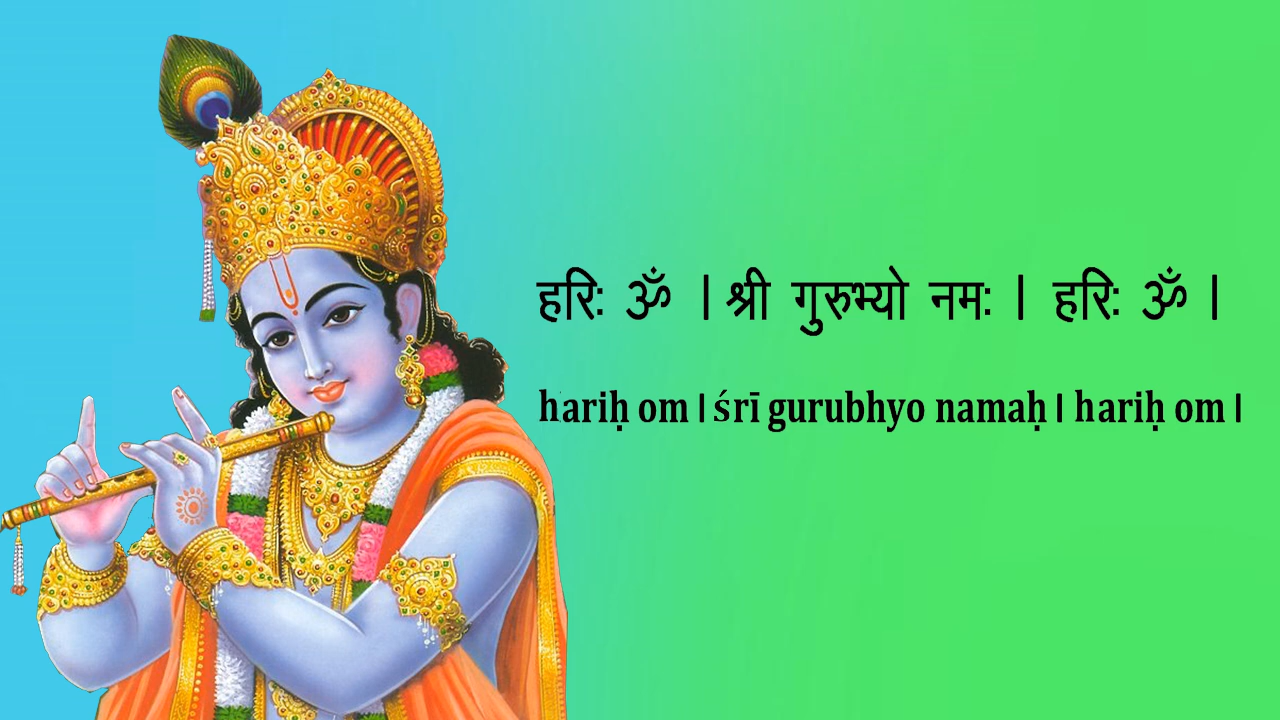 हरिः ॐ । श्री गुरुभ्यो नमः । हरिः ॐ ।
hariḥ om । śrī gurubhyo namaḥ । hariḥ om ।